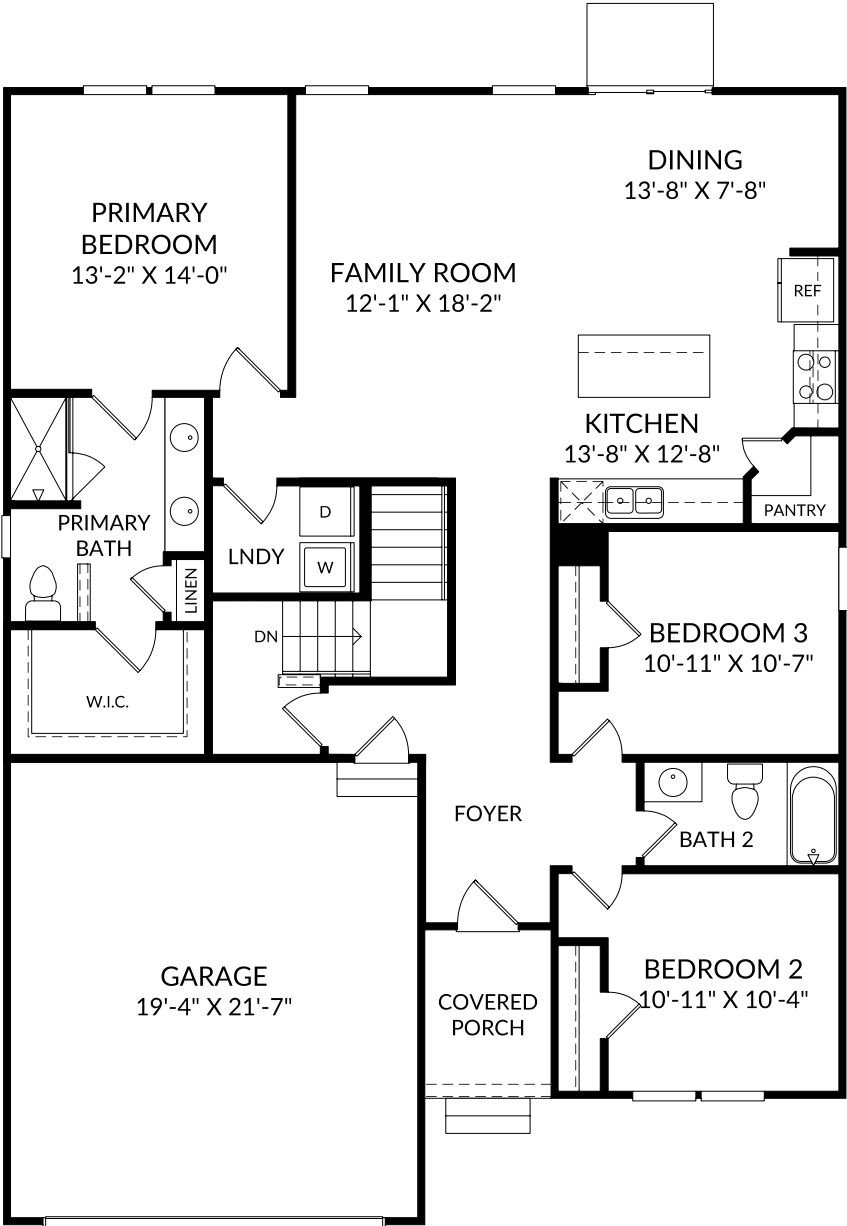 DINING
13'-8" X 7'-8"
PRIMARY
BEDROOM
13'-2" X 14'-0"
FAMILY ROOM
12'-1" X 18'-2"
REF
KITCHEN
13'-8" X 12'-8"
PANTRY
PRIMARY
BATH
LNDY
D
W
LINEN
DN
BEDROOM 3
10'-11" X 10'-7"
W.I.C.
FOYER
BATH 2
GARAGE
19'-4" X 21'-7"
COVERED
PORCH
BEDROOM 2
10'-11" X 10'-4"